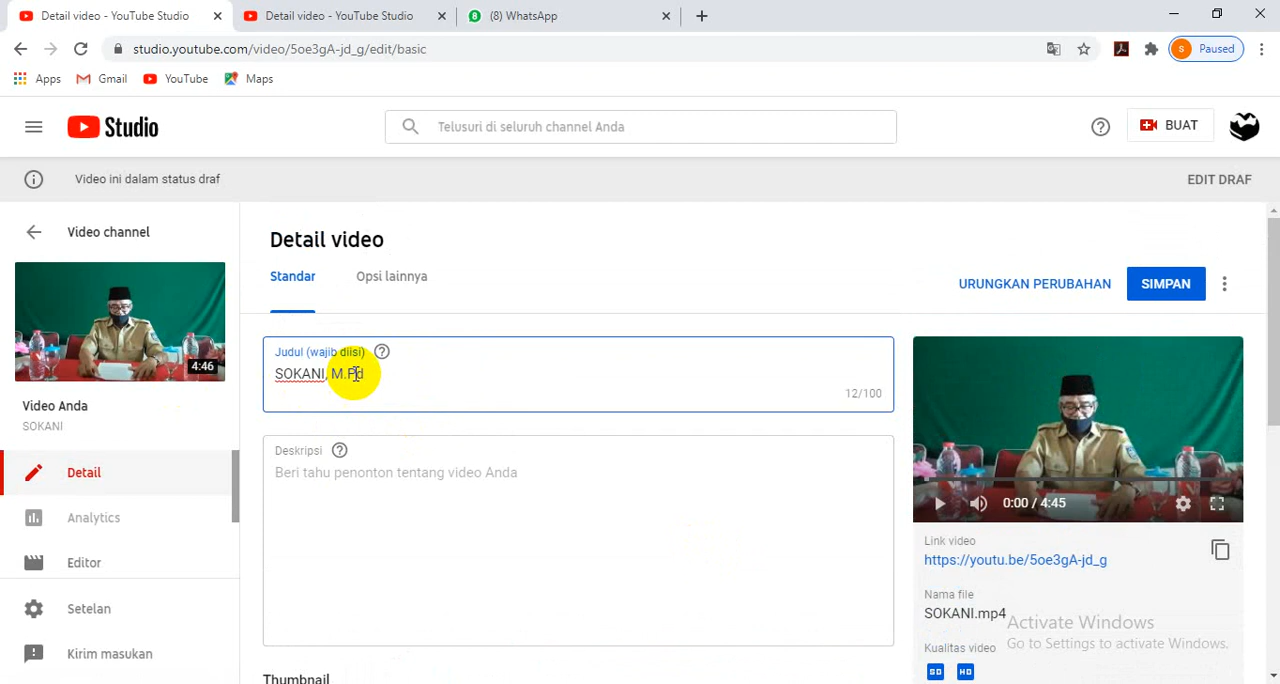 Detail video - YouTube Studio
Detail video - YouTube Studio
8
(8) WhatsApp
studio.youtube.com/video/5oe3gA-jd_g/edit/basic
S
Paused
Apps
Gmail
YouTube
Maps
Studio
Telusuri di seluruh channel Anda
BUAT
Video ini dalam status draf
EDIT DRAF
Video channel
4:46
Video Anda
SOKANI
Detail
Analytics
Editor
Setelan
Kirim masukan
Detail video
Standar
Opsi lainnya
URUNGKAN PERUBAHAN
SIMPAN
Judul (wajib diisi)
SOKANI, M.Pd
12/100
Deskripsi
Beri tahu penonton tentang video Anda
Thumbnail
0:00 / 4:45
Link video
https://youtu.be/5oe3gA-jd_g
Nama file
SOKANI.mp4
Kualitas video
SD
HD
Activate Windows
Go to Settings to activate Windows.